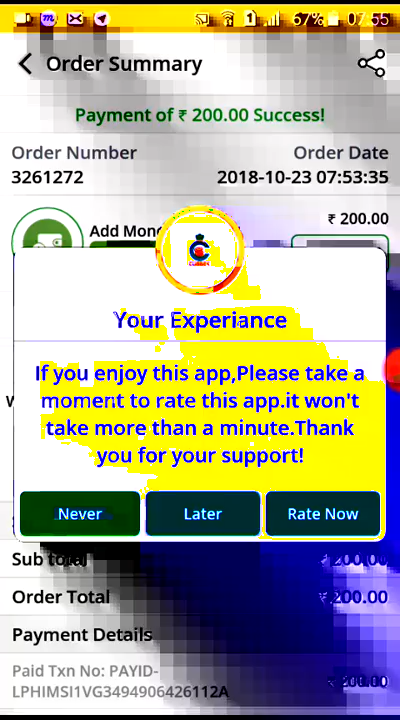 67% 07:55
Order Summary
Payment of ₹ 200.00 Success!
Order Number Order Date
3261272 2018-10-23 07:53:35
₹ 200.00
Add Mon
Your Experiance
If you enjoy this app,Please take a
moment to rate this app.it won't
take more than a minute.Thank
you for your support!
Never Later Rate Now
Sub total ₹ 200.00
Order Total ₹ 200.00
Payment Details
Paid Txn No: PAYID- ₹ 200.00
LPHIMSI1VG3494906426112A